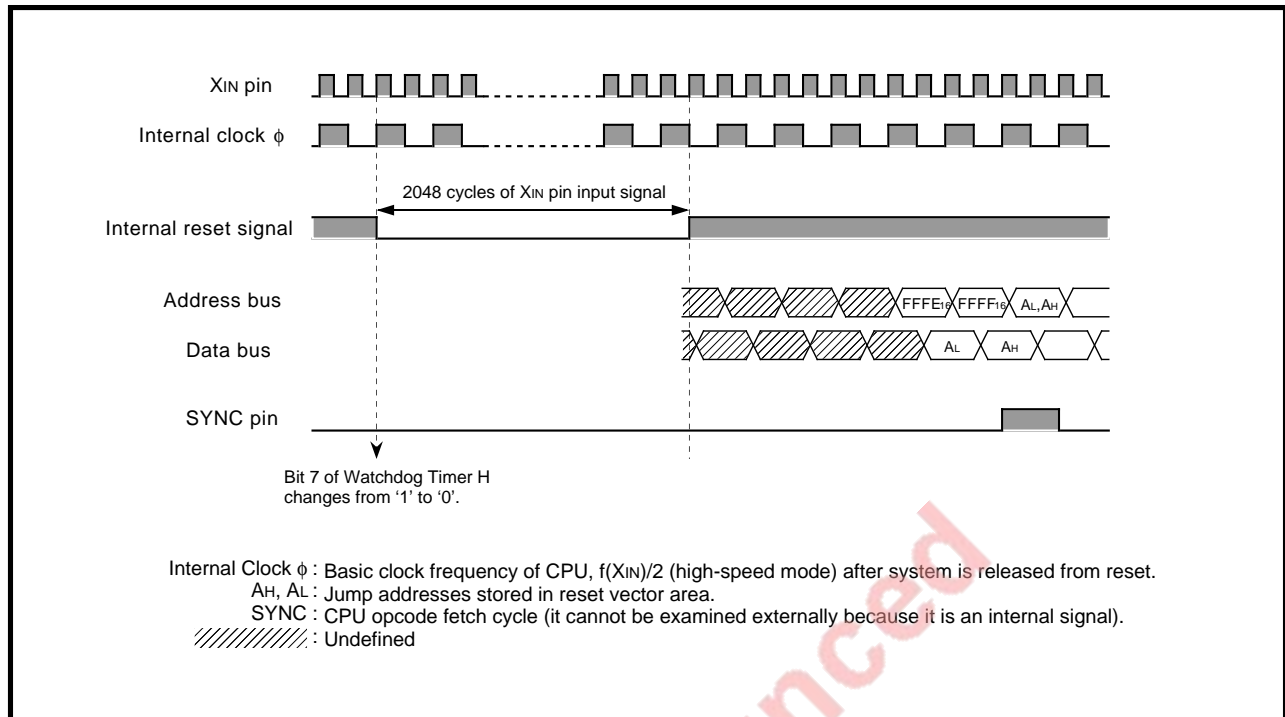 XIN pin
Internal clock ϕ
2048 cycles of XIN pin input signal
Internal reset signal
Address bus
FFFE16 FFFF16 AL,AH
Data bus
AL AH
SYNC pin
Bit 7 of Watchdog Timer H
changes from ‘1’ to ‘0’.
Internal Clock ϕ : Basic clock frequency of CPU, f(XIN)/2 (high-speed mode) after system is released from reset.
AH, AL : Jump addresses stored in reset vector area.
SYNC : CPU opcode fetch cycle (it cannot be examined externally because it is an internal signal).
: Undefined
nced